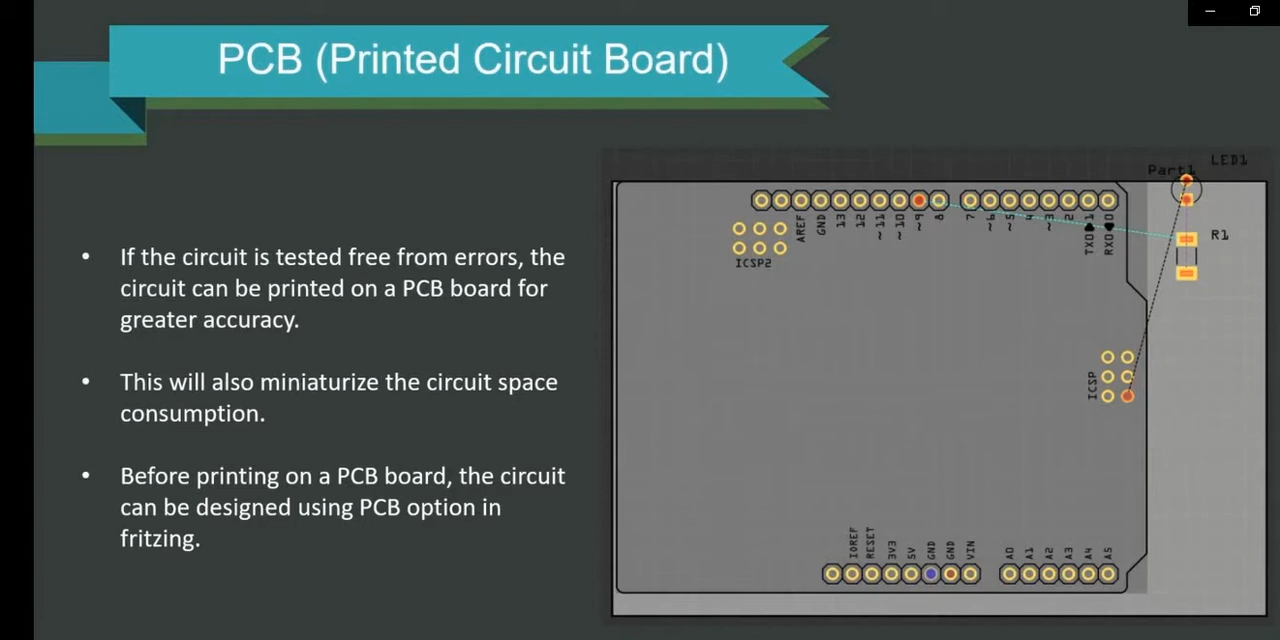 PCB (Printed Circuit Board)
• If the circuit is tested free from errors, the
circuit can be printed on a PCB board for
greater accuracy.
• This will also miniaturize the circuit space
consumption.
• Before printing on a PCB board, the circuit
can be designed using PCB option in
fritzing.
LED1
Part1
R1
AREF
GND
13
12
~11
~10
~9
8
7
~6
~5
4
~3
2
TX0 1
RX0 0
ICSP2
ICSP
IOREF
RESET
3V3
5V
GND
GND
VIN
A0
A1
A2
A3
A4
A5